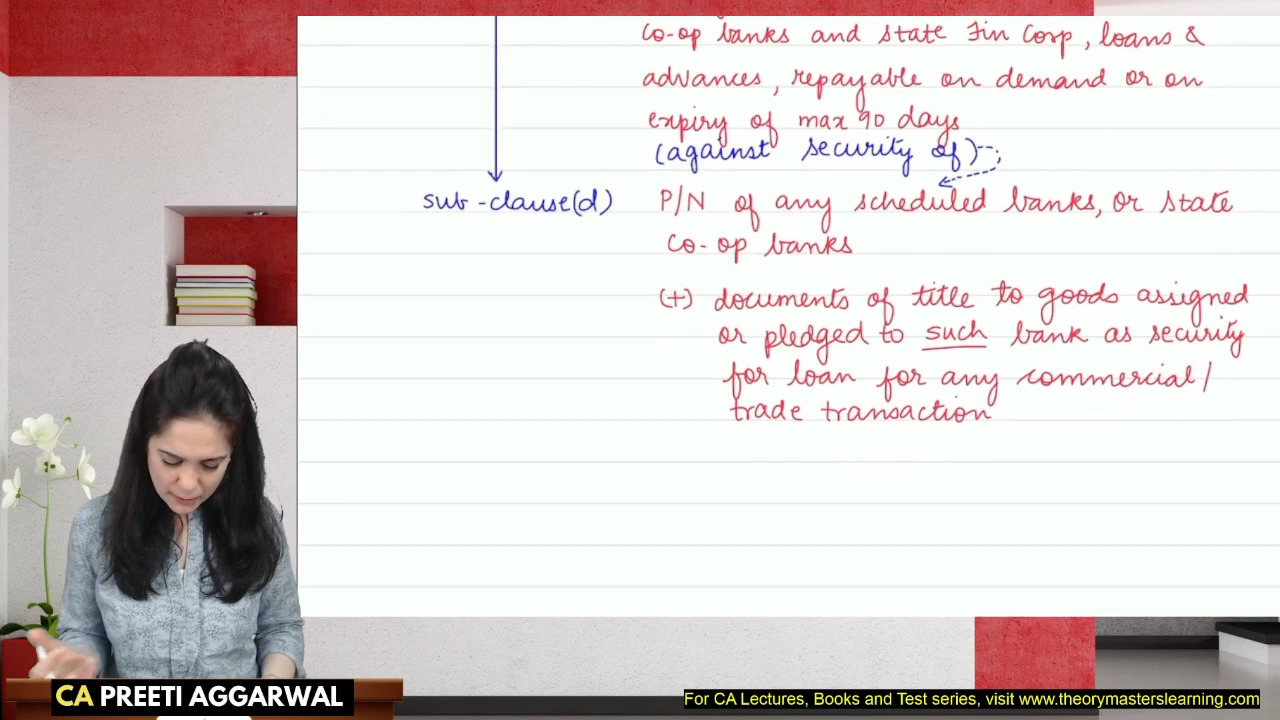 co-op banks and state Fin Corp, loans &
advances, repayable on demand or on
expiry of max 90 days
(against security of)
sub-clause(d) P/N of any scheduled banks, or state
co-op banks
(+) documents of title to goods assigned
or pledged to such bank as security
for loan for any commercial/
trade transaction
CA PREETI AGGARWAL
For CA Lectures, Books and Test series, visit www.theorymasterslearning.com